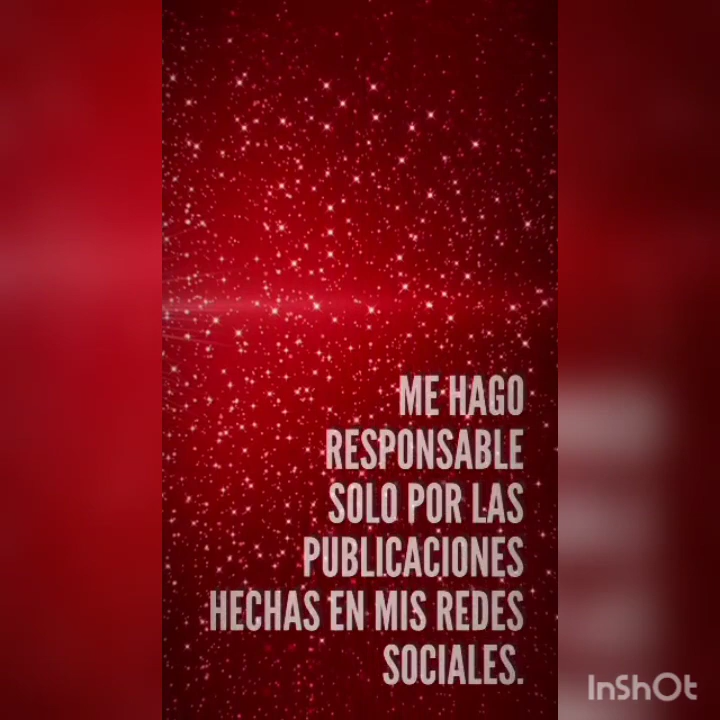 ME HAGO
RESPONSABLE
SOLO POR LAS
PUBLICACIONES
HECHAS EN MIS REDES
SOCIALES.
InShOt